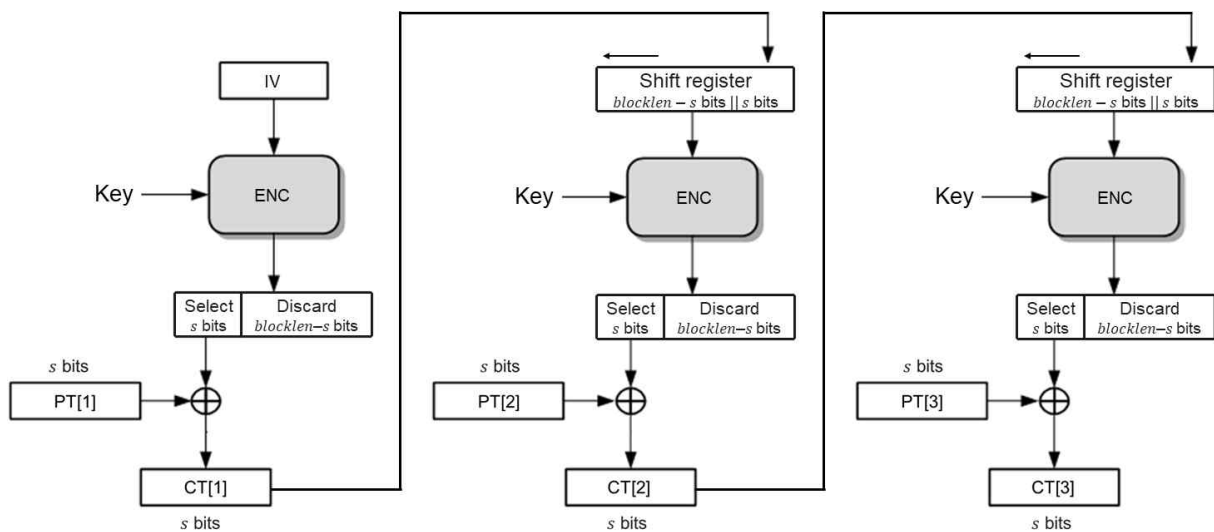 IV
Key
ENC
Select
s bits
Discard
blocklen–s bits
s bits
PT[1]
CT[1]
s bits
Shift register
blocklen – s bits || s bits
Key
ENC
Select
s bits
Discard
blocklen–s bits
s bits
PT[2]
CT[2]
s bits
Shift register
blocklen – s bits || s bits
Key
ENC
Select
s bits
Discard
blocklen–s bits
s bits
PT[3]
CT[3]
s bits